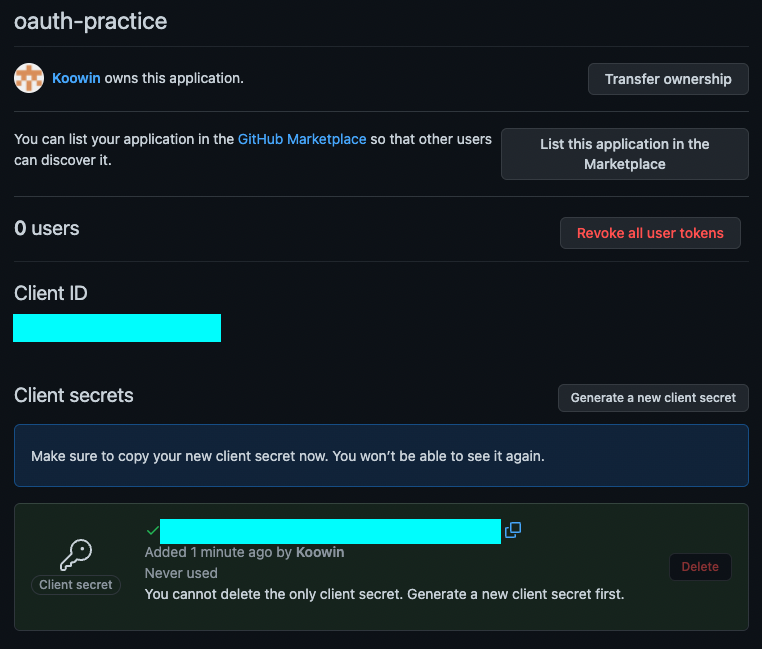 oauth-practice
Koowin owns this application.
Transfer ownership
You can list your application in the GitHub Marketplace so that other users
can discover it.
List this application in the
Marketplace
0 users
Revoke all user tokens
Client ID
Client secrets
Generate a new client secret
Make sure to copy your new client secret now. You won’t be able to see it again.
Added 1 minute ago by Koowin
Never used
You cannot delete the only client secret. Generate a new client secret first.
Client secret
Delete